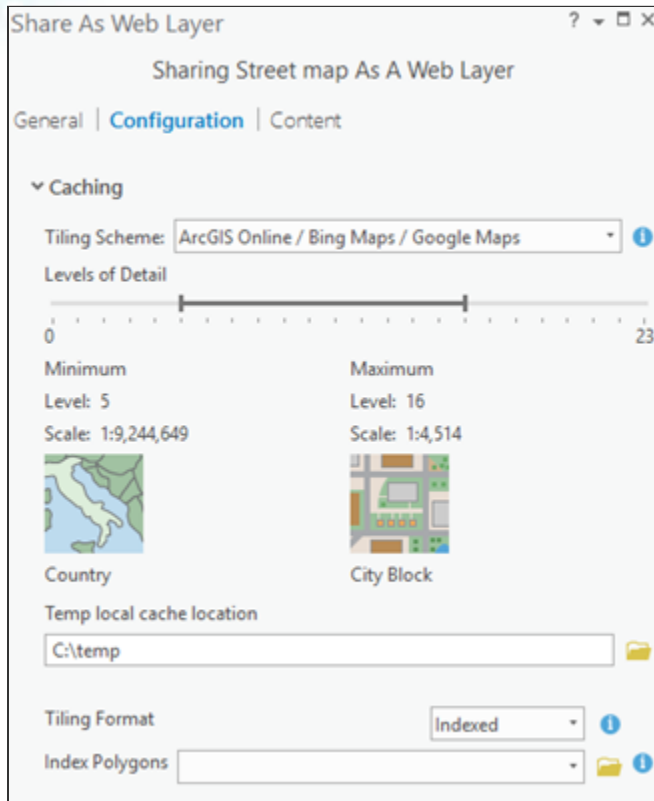 Share As Web Layer ?
Sharing Street map As A Web Layer
General | Configuration | Content
Caching
Tiling Scheme: ArcGIS Online / Bing Maps / Google Maps
Levels of Detail
0 23
Minimum Maximum
Level: 5 Level: 16
Scale: 1:9,244,649 Scale: 1:4,514
Country City Block
Temp local cache location
C:\temp
Tiling Format Indexed
Index Polygons